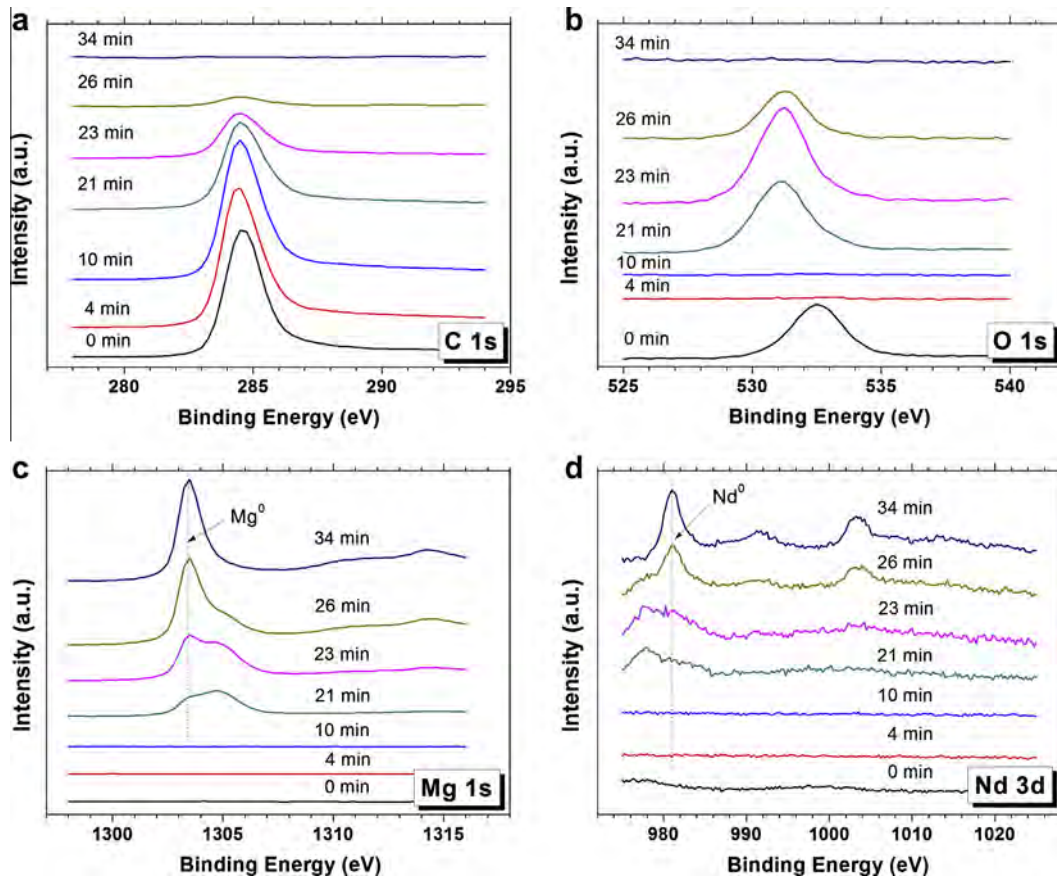 a
34 min
26 min
23 min
21 min
10 min
4 min
0 min
C 1s
Intensity (a.u.)
280 285 290 295
Binding Energy (eV)
b
34 min
26 min
23 min
21 min
10 min
4 min
0 min
O 1s
Intensity (a.u.)
525 530 535 540
Binding Energy (eV)
c
Mg⁰
34 min
26 min
23 min
21 min
10 min
4 min
0 min
Mg 1s
Intensity (a.u.)
1300 1305 1310 1315
Binding Energy (eV)
d
Nd⁰
34 min
26 min
23 min
21 min
10 min
4 min
0 min
Nd 3d
Intensity (a.u.)
980 990 1000 1010 1020
Binding Energy (eV)